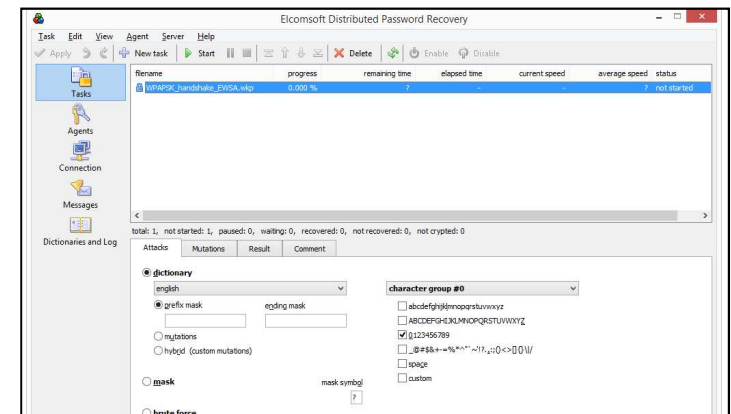 Elcomsoft Distributed Password Recovery
Task Edit View Agent Server Help
Apply New task Start Delete Enable Disable
filename progress remaining time elapsed time current speed average speed status
WPAPSK_handshake_EWSA.wkp 0.000 % ? - - ? not started
Tasks
Agents
Connection
Messages
Dictionaries and Log
total: 1, not started: 1, paused: 0, waiting: 0, recovered: 0, not recovered: 0, not crypted: 0
Attacks Mutations Result Comment
dictionary
english character group #0
prefix mask ending mask abcdefghijklmnopqrstuvwxyz
ABCDEFGHIJKLMNOPQRSTUVWXYZ
mutations 0123456789
hybrid (custom mutations)
space
mask mask symbol custom
?
brute force